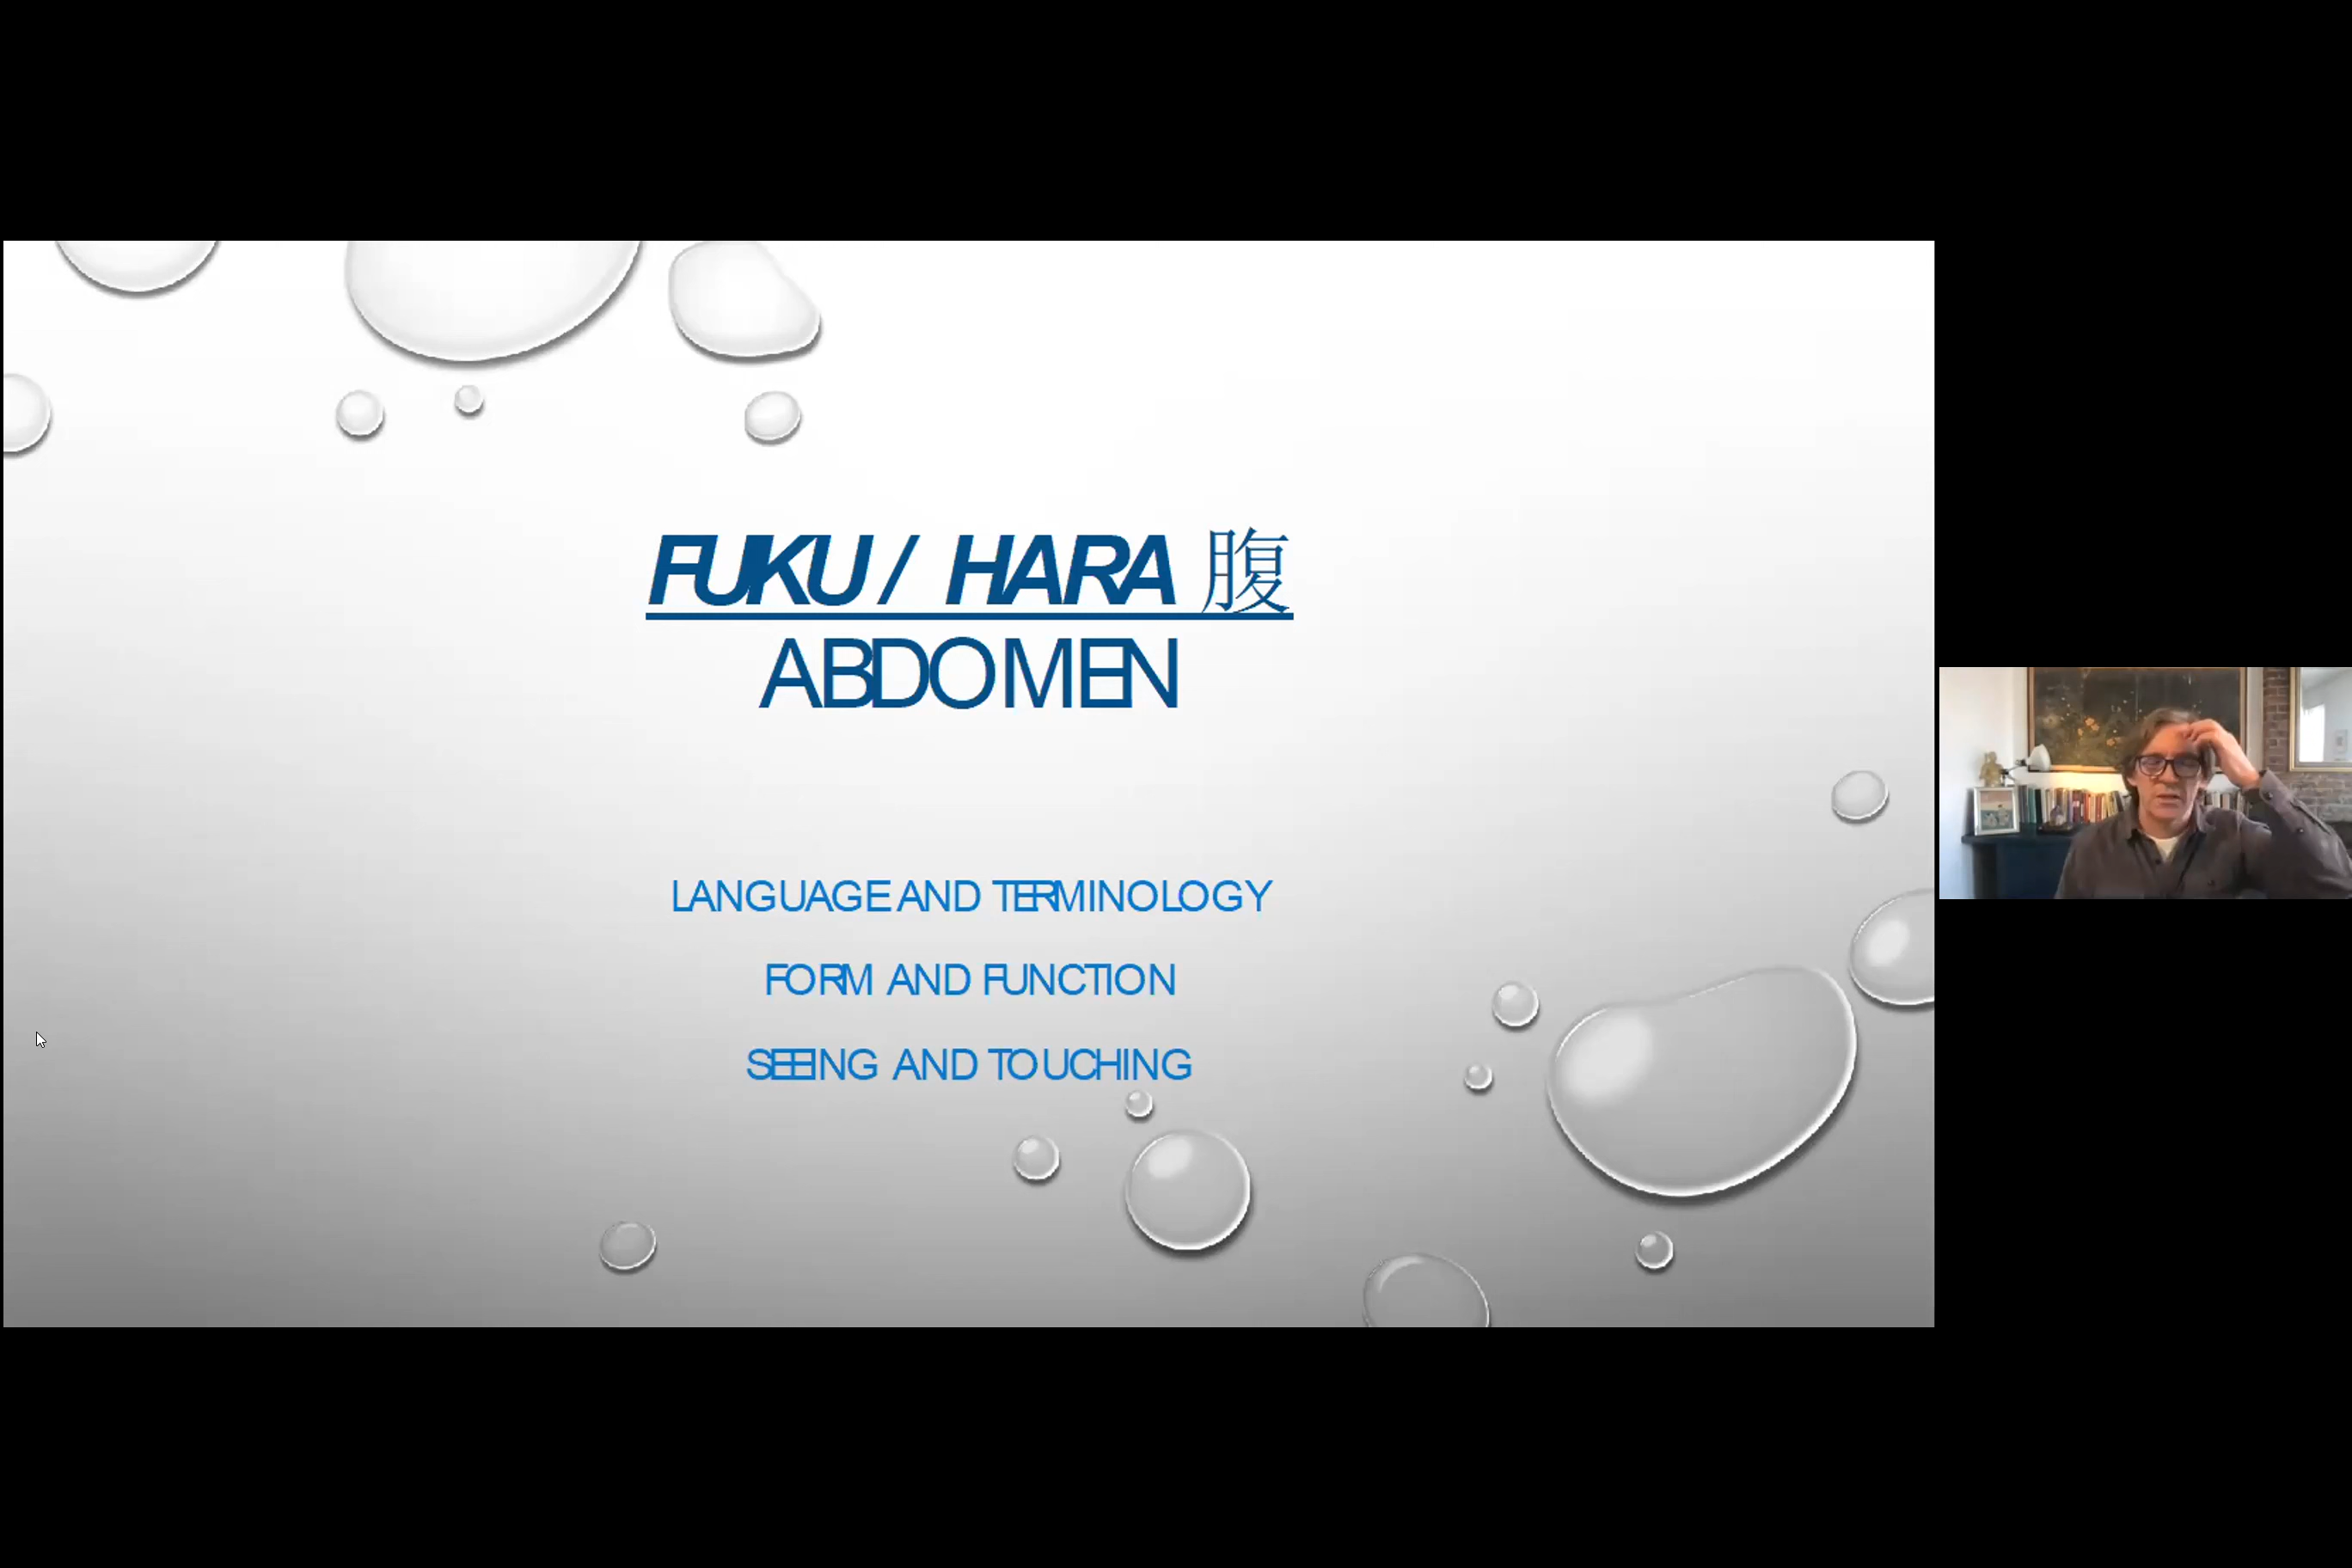 FUKU / HARA 腹
ABDOMEN
LANGUAGE AND TERMINOLOGY
FORM AND FUNCTION
SEEING AND TOUCHING